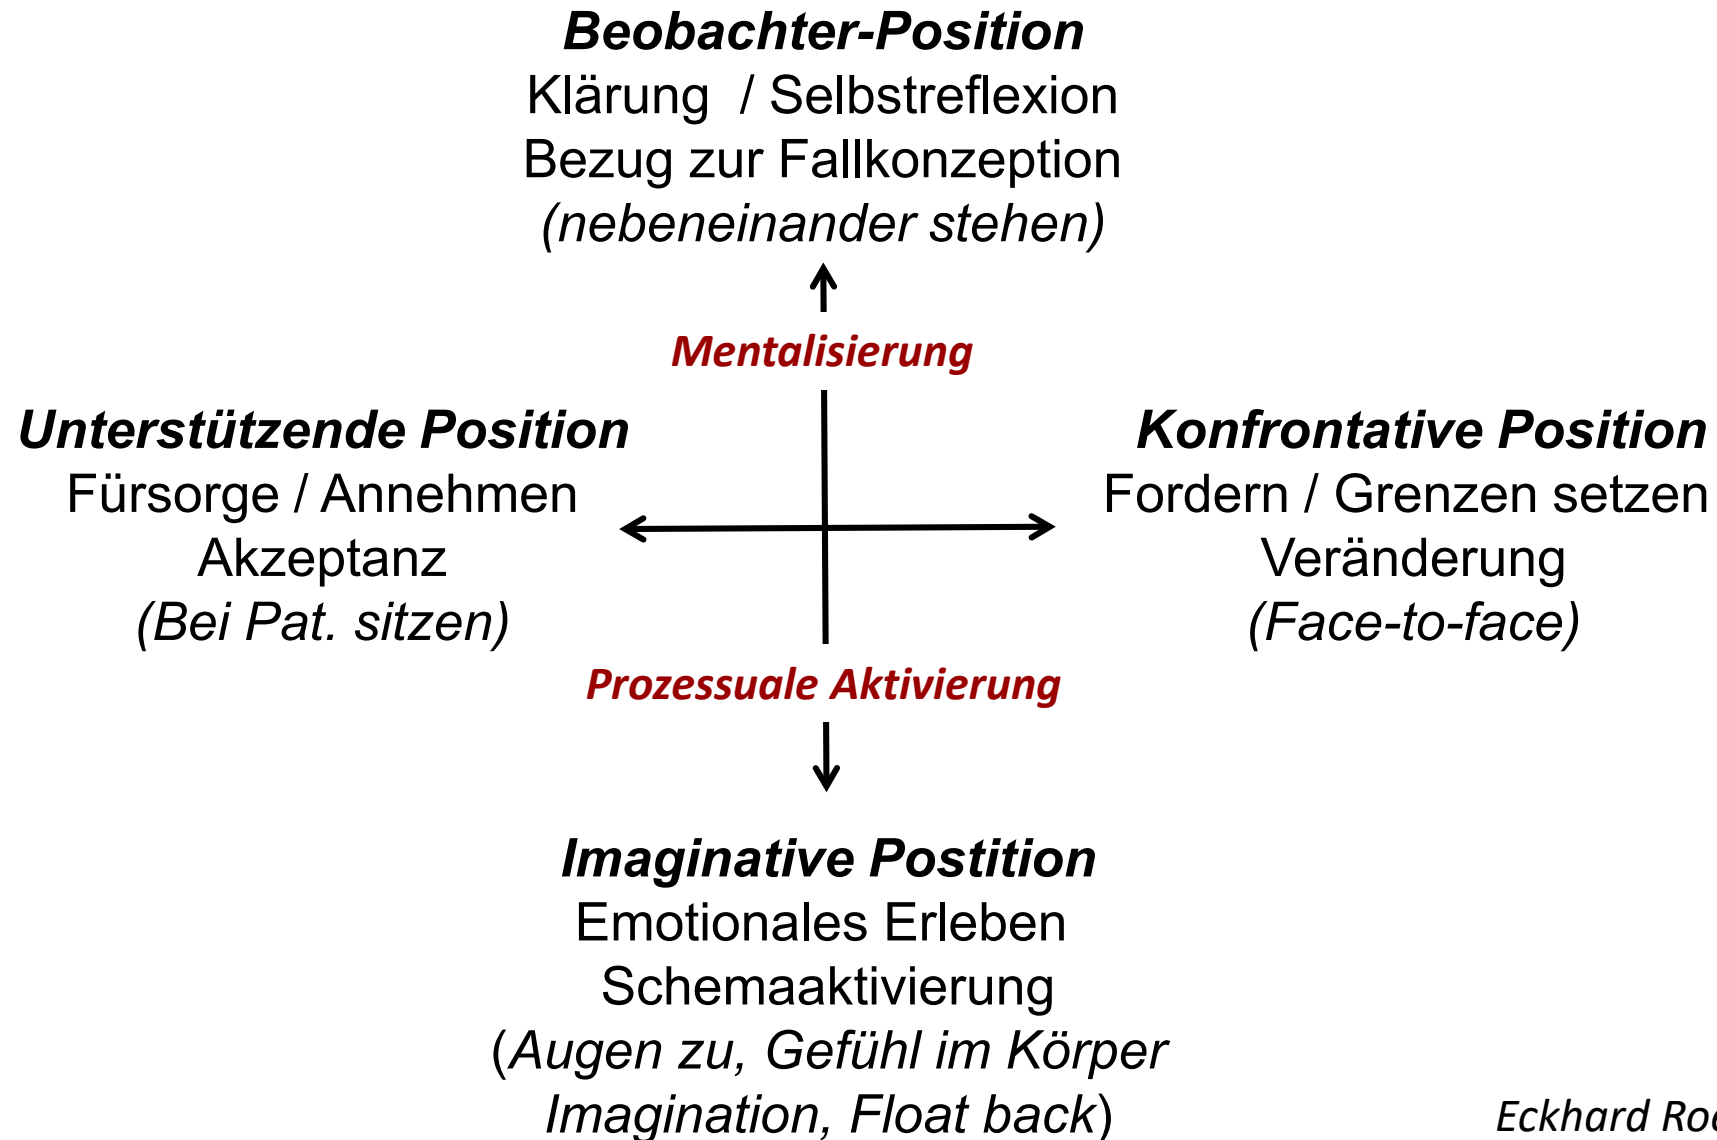 Beobachter-Position
Klärung / Selbstreflexion
Bezug zur Fallkonzeption
(nebeneinander stehen)
Mentalisierung
Unterstützende Position
Fürsorge / Annehmen
Akzeptanz
(Bei Pat. sitzen)
Konfrontative Position
Fordern / Grenzen setzen
Veränderung
(Face-to-face)
Prozessuale Aktivierung
Imaginative Postition
Emotionales Erleben
Schemaaktivierung
(Augen zu, Gefühl im Körper
Imagination, Float back)
Eckhard